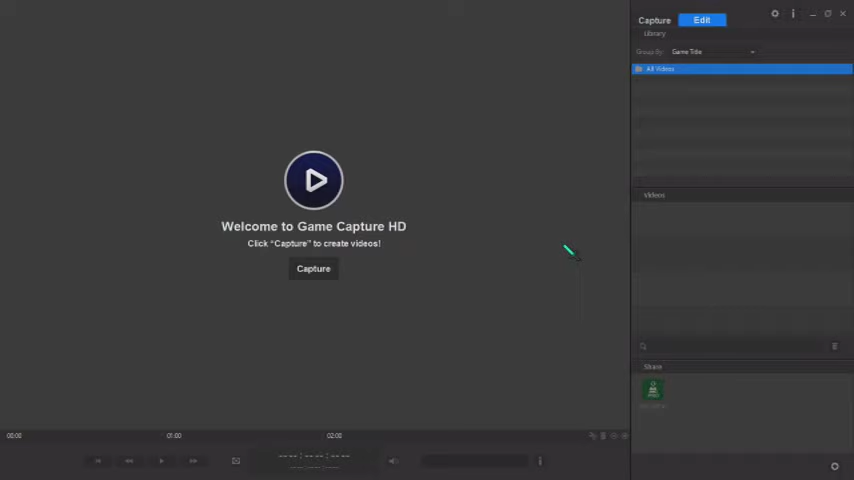 Capture Edit
Library
Group By: Game Title
All Videos
Welcome to Game Capture HD
Click “Capture” to create videos!
Capture
Videos
Share
00:00 01:00 02:00
--- : --- : --- : ---